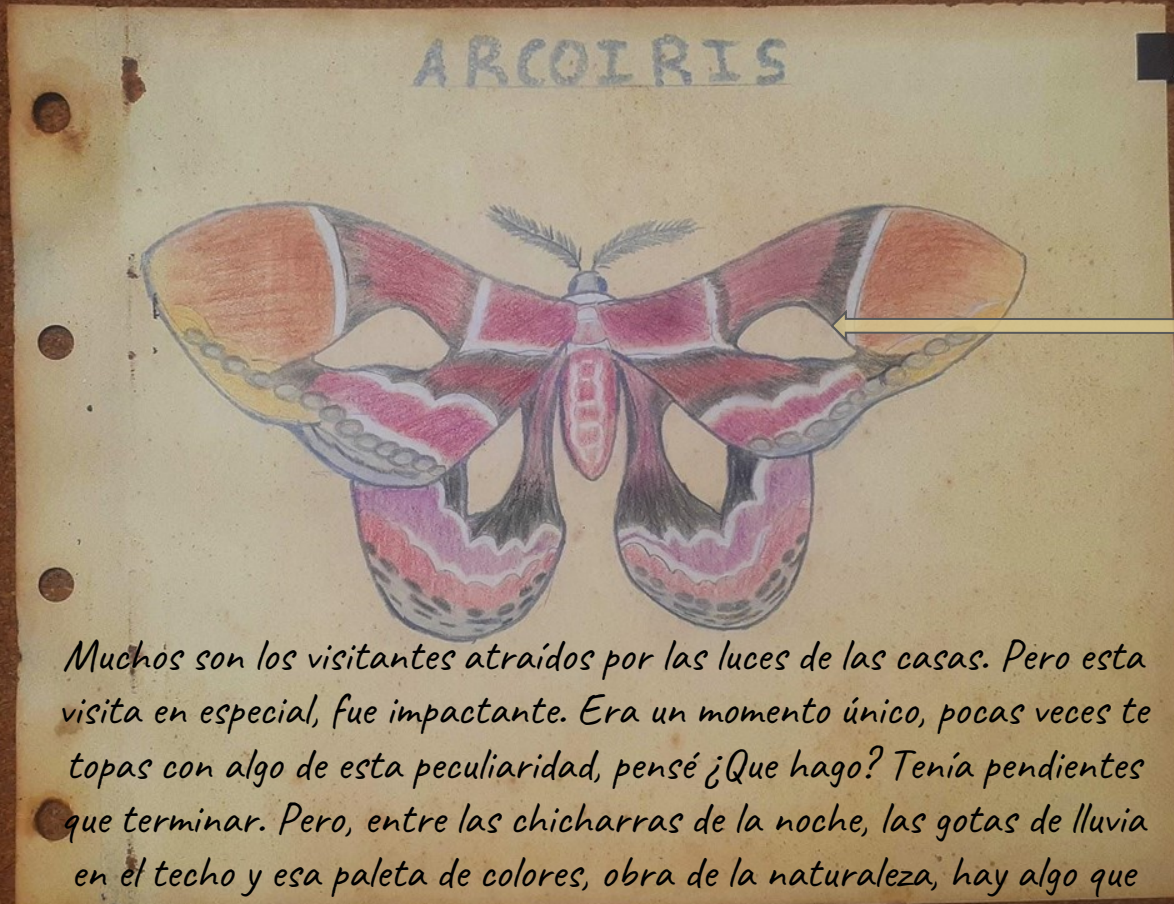 ARCOIRIS
Muchos son los visitantes atraídos por las luces de las casas. Pero esta
visita en especial, fue impactante. Era un momento único, pocas veces te
topas con algo de esta peculiaridad, pensé ¿Que hago? Tenía pendientes
que terminar. Pero, entre las chicharras de la noche, las gotas de lluvia
en el techo y esa paleta de colores, obra de la naturaleza, hay algo que